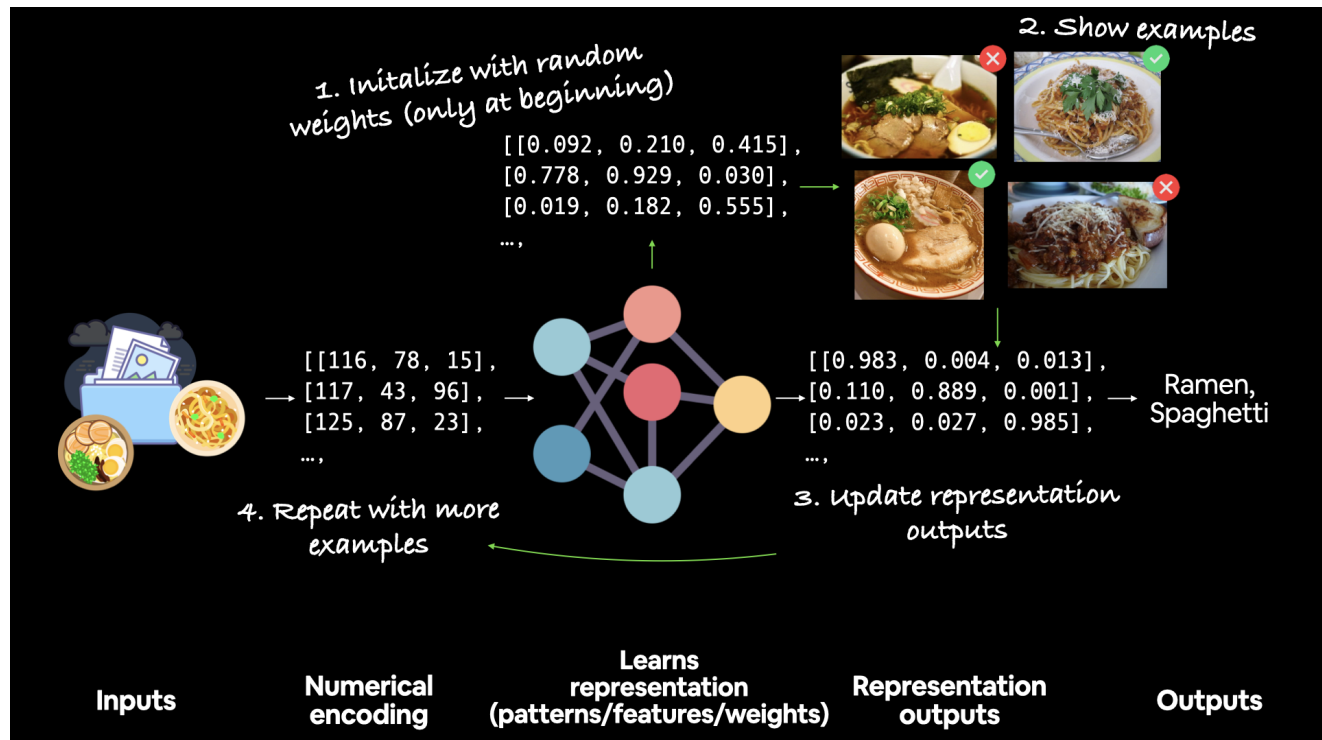 2. Show examples
1. Initalize with random
weights (only at beginning)
[[0.092, 0.210, 0.415],
[0.778, 0.929, 0.030],
[0.019, 0.182, 0.555],
…,
[[116, 78, 15],
[117, 43, 96],
[125, 87, 23],
…,
[[0.983, 0.004, 0.013],
[0.110, 0.889, 0.001],
[0.023, 0.027, 0.985],
…,
Ramen,
Spaghetti
4. Repeat with more
examples
3. Update representation
outputs
Inputs
Numerical
encoding
Learns
representation
(patterns/features/weights)
Representation
outputs
Outputs